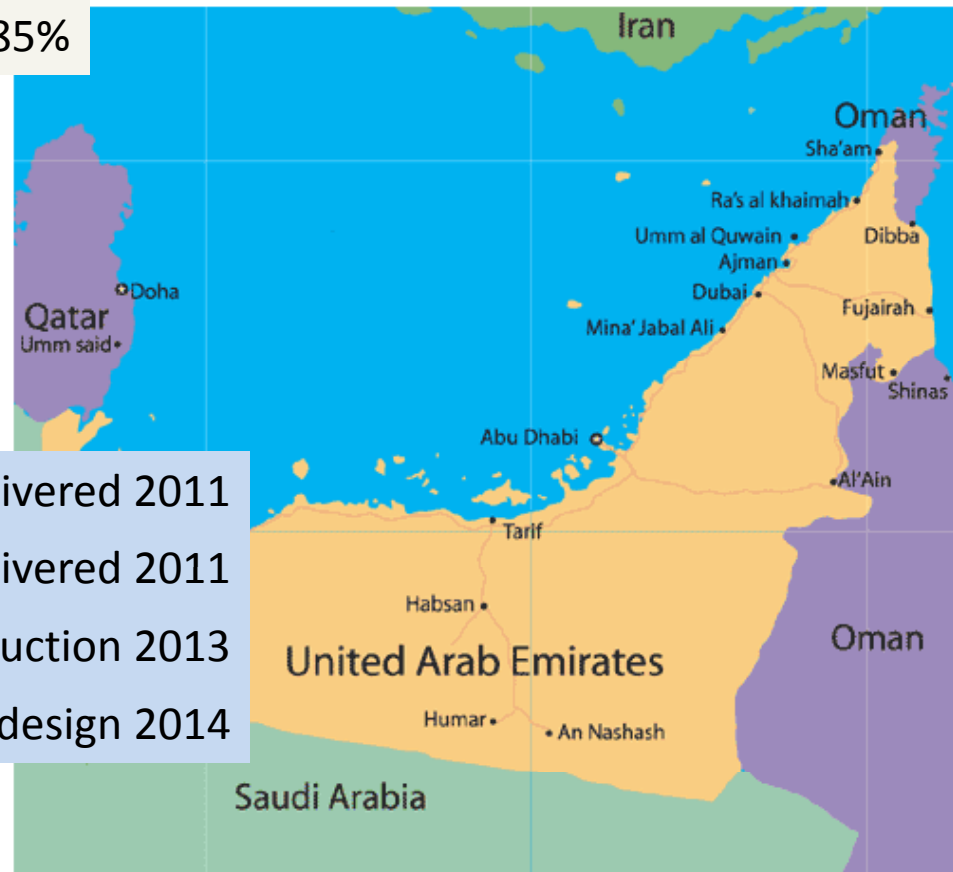 85%
Iran
Oman
Sha'am
Ra's al khaimah
Umm al Quwain
Dibba
Ajman
Dubai
Doha
Fujairah
Qatar
Mina' Jabal Ali
Umm said
Masfut
Shinas
Abu Dhabi
ivered 2011
Al'Ain
Tarif
ivered 2011
Habsan
uction 2013
United Arab Emirates
Oman
design 2014
Humar
An Nashash
Saudi Arabia